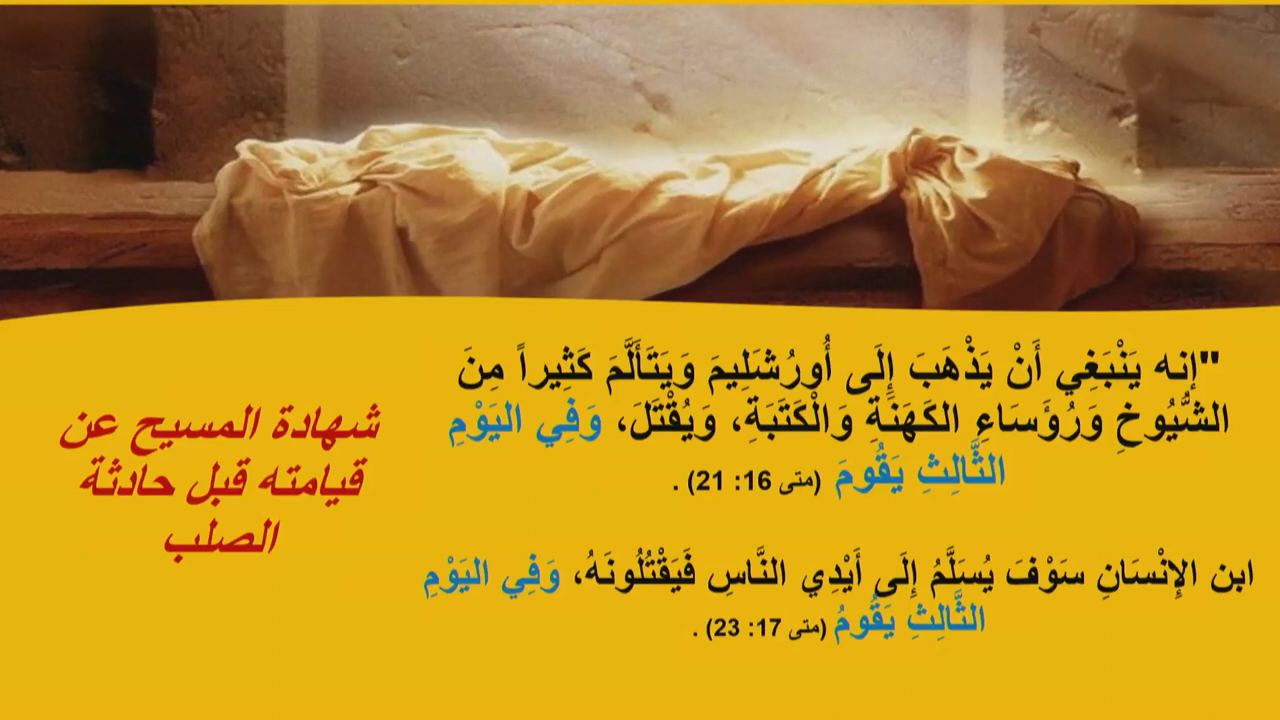 "إنه يَنْبَغِي أَنْ يَذْهَبَ إِلَى أُورُشَلِيمَ وَيَتَأَلَّمَ كَثِيراً مِنَ
الشُّيُوخِ وَرُؤَسَاءِ الكَهَنَةِ وَالْكَتَبَةِ، وَيُقْتَلَ، وَفِي اليَوْمِ
الثَّالِثِ يَقُومَ (متى 16: 21) .
ابن الإِنْسَانِ سَوْفَ يُسَلَّمُ إِلَى أَيْدِي النَّاسِ فَيَقْتُلُونَهُ، وَفِي اليَوْمِ
الثَّالِثِ يَقُومُ (متى 17: 23) .
شهادة المسيح عن
قيامته قبل حادثة
الصلب